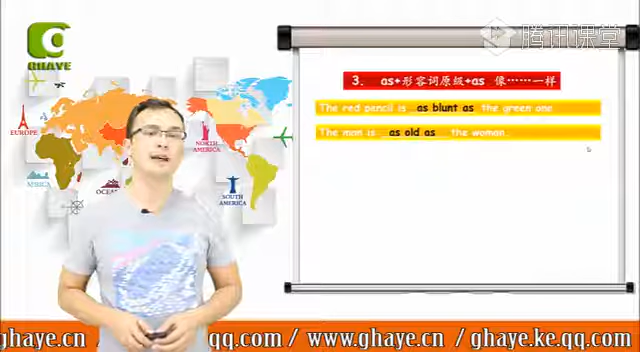 GHAYE
腾讯课堂
3. as+形容词原级+as 像……一样
The red pencil is as blunt as the green one.
EUROPE
The man is as old as the woman.
NORTH
AMERICA
AFRICA
SOUTH
AMERICA
ghaye.cn / qq.com / www.ghaye.cn / ghaye.ke.qq.com /